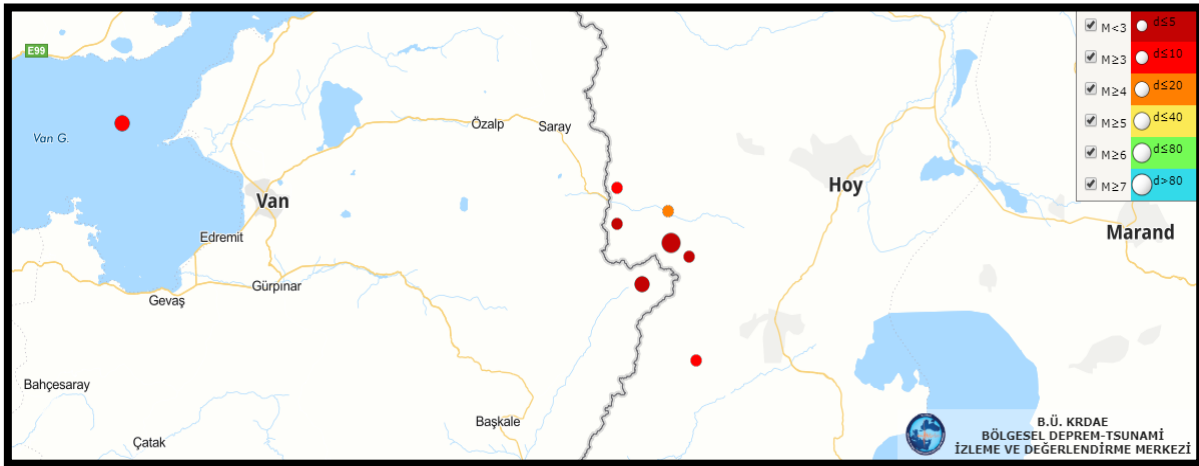 E99
Van G.
Özalp
Saray
Van
Edremit
Gürpınar
Gevaş
Bahçesaray
Çatak
Başkale
Hoy
Marand
M<3 d≤5
M≥3 d≤10
M≥4 d≤20
M≥5 d≤40
M≥6 d≤80
M≥7 d>80
B.Ü. KRDAE
BÖLGESEL DEPREM-TSUNAMİ
İZLEME VE DEĞERLENDİRME MERKEZİ